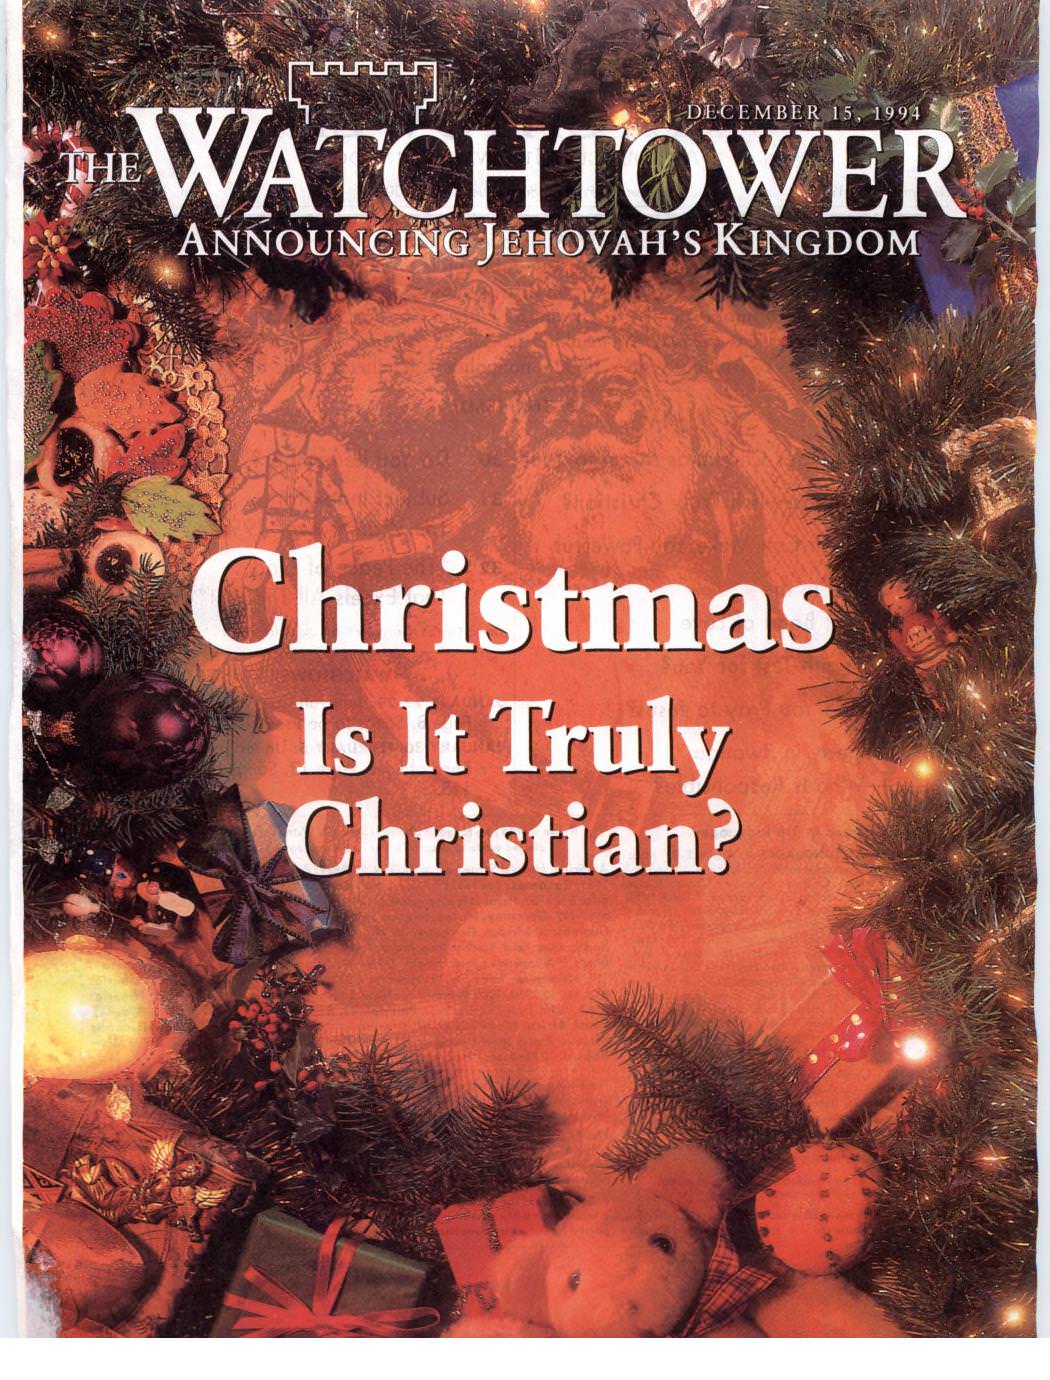 DECEMBER 15, 1994
THE WATCHTOWER
ANNOUNCING JEHOVAH'S KINGDOM
Christmas
Is It Truly
Christian?